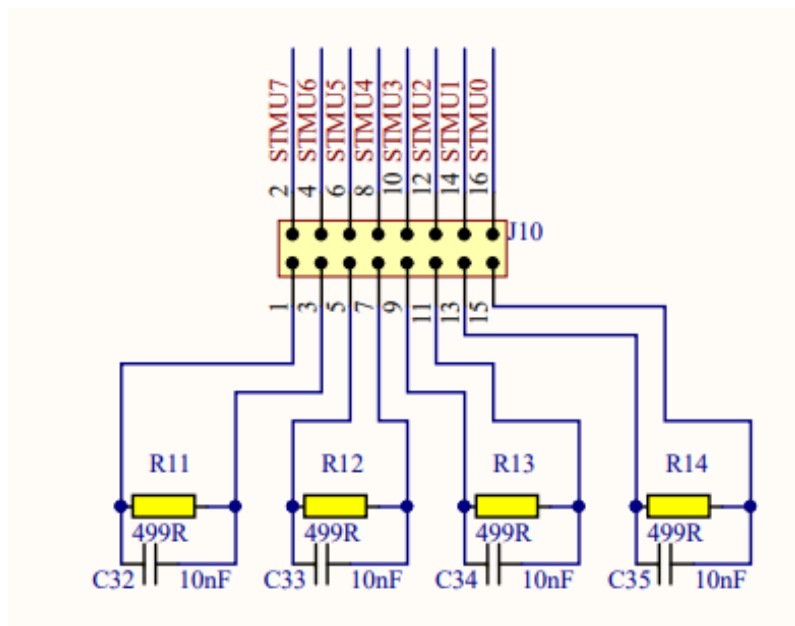 STMU7
STMU6
STMU5
STMU4
STMU3
STMU2
STMU1
STMU0
2
4
6
8
10
12
14
16
J10
1
3
5
7
9
11
13
15
R11
R12
R13
R14
499R
499R
499R
499R
C32 10nF
C33 10nF
C34 10nF
C35 10nF